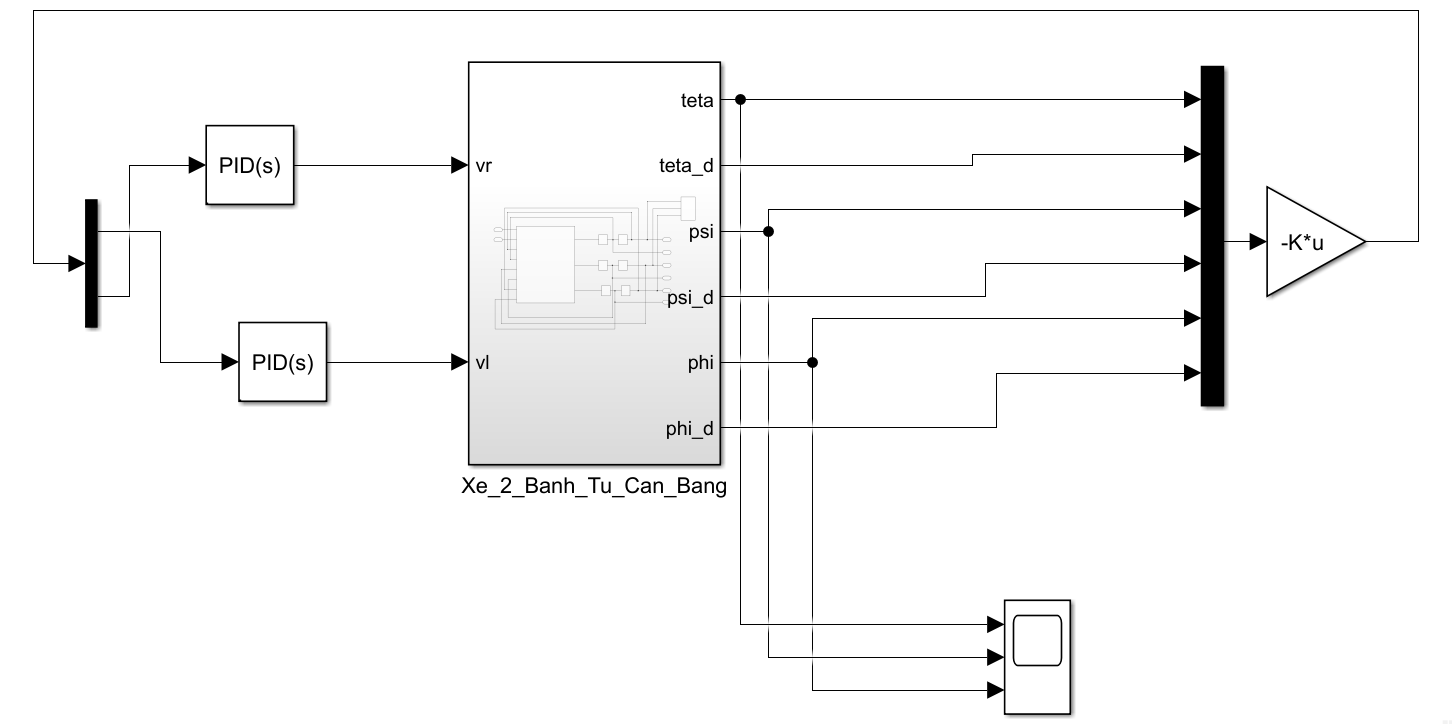 teta
PID(s)
vr
teta_d
psi
-K*u
psi_d
PID(s)
vl
phi
phi_d
Xe_2_Banh_Tu_Can_Bang